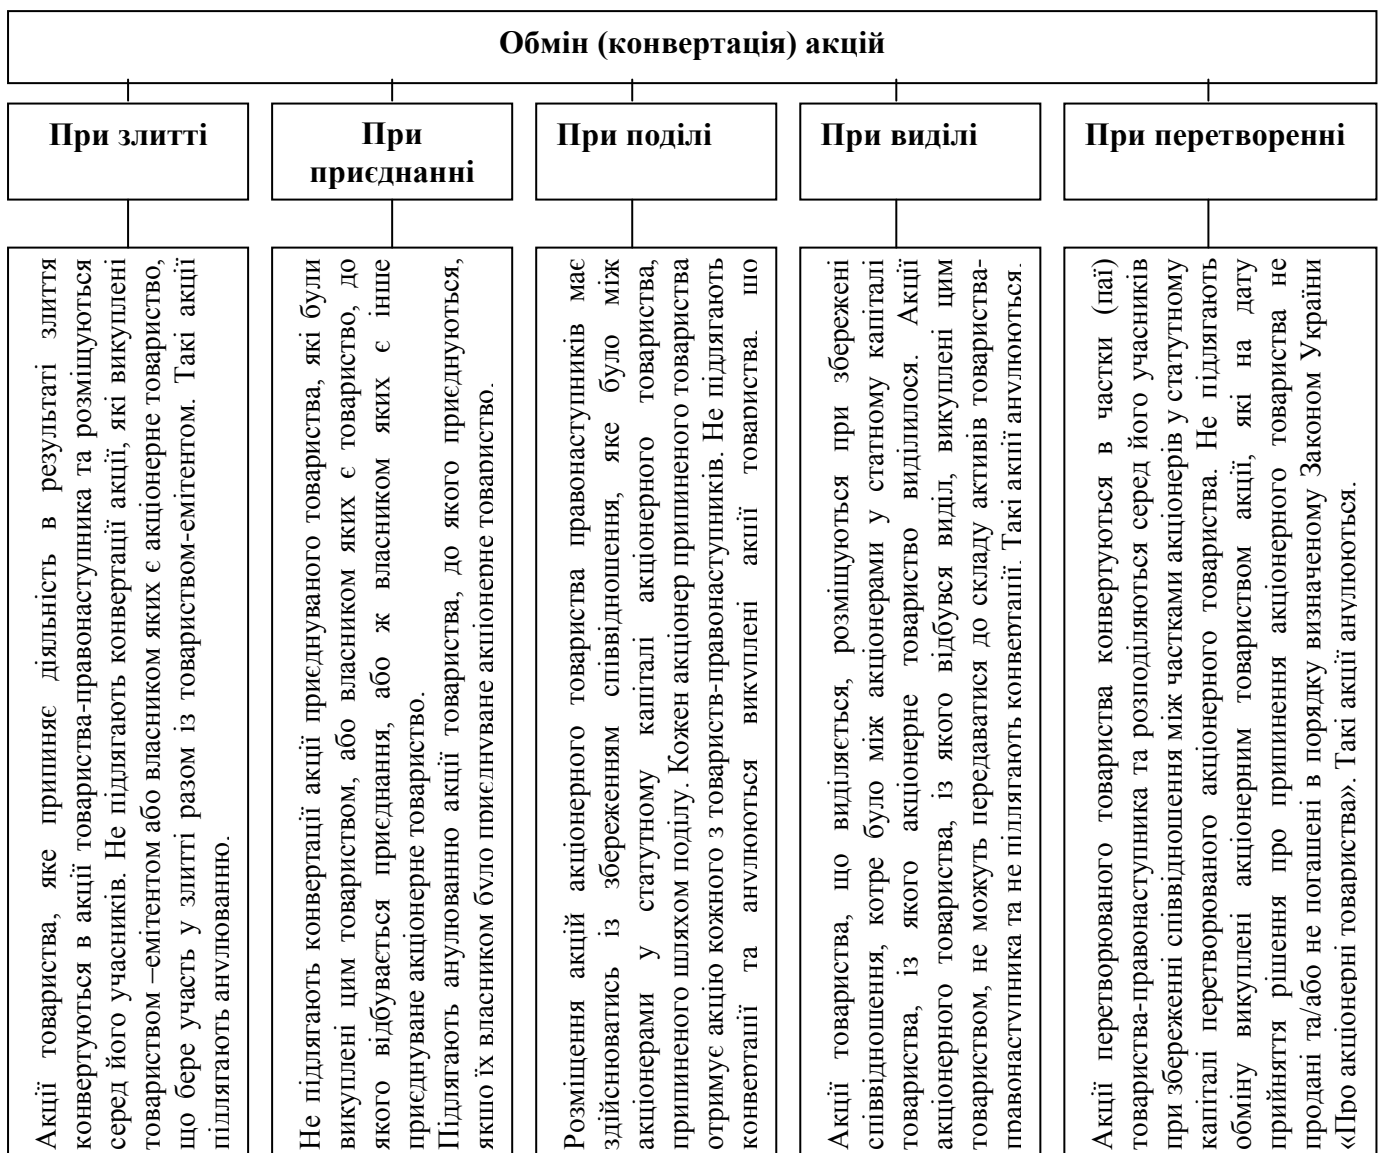 Обмін (конвертація) акцій
При злитті
При
приєднанні
При поділі
При виділі
При перетворенні
Акції товариства, яке припиняє діяльність в результаті злиття
конвертуються в акції товариства-правонаступника та розміщуються
серед його учасників. Не підлягають конвертації акції, які викуплені
товариством –емітентом або власником яких є акціонерне товариство,
що бере участь у злитті разом із товариством-емітентом. Такі акції
підлягають анулюванню.
Не підлягають конвертації акції приєднуваного товариства, які були
викуплені цим товариством, або власником яких є товариство, до
якого відбувається приєднання, або ж власником яких є інше
приєднуване акціонерне товариство.
Підлягають анулюванню акції товариства, до якого приєднуються,
якщо їх власником було приєднуване акціонерне товариство.
Розміщення акцій акціонерного товариства правонаступників має
здійснюватись із збереженням співвідношення, яке було між
акціонерами у статутному капіталі акціонерного товариства,
припиненого шляхом поділу. Кожен акціонер припиненого товариства
отримує акцію кожного з товариств-правонаступників. Не підлягають
конвертації та анулюються викуплені акції товариства, що
Акції товариства, що виділяється, розміщуються при збережені
співвідношення, котре було між акціонерами у статному капіталі
товариства, із якого акціонерне товариство виділилося. Акції
акціонерного товариства, із якого відбувся виділ, викуплені цим
товариством, не можуть передаватися до складу активів товариства-
правонаступника та не підлягають конвертації. Такі акції анулюються.
Акції перетворюваного товариства конвертуються в частки (паї)
товариства-правнаступника та розподіляються серед його учасників
при збереженні співвідношення між частками акціонерів у статутному
капіталі перетворюваного акціонерного товариства. Не підлягають
обміну викуплені акціонерним товариством акції, які на дату
прийняття рішення про припинення акціонерного товариства не
продані та/або не погашені в порядку визначеному Законом України
«Про акціонерні товариства». Такі акції анулюються.